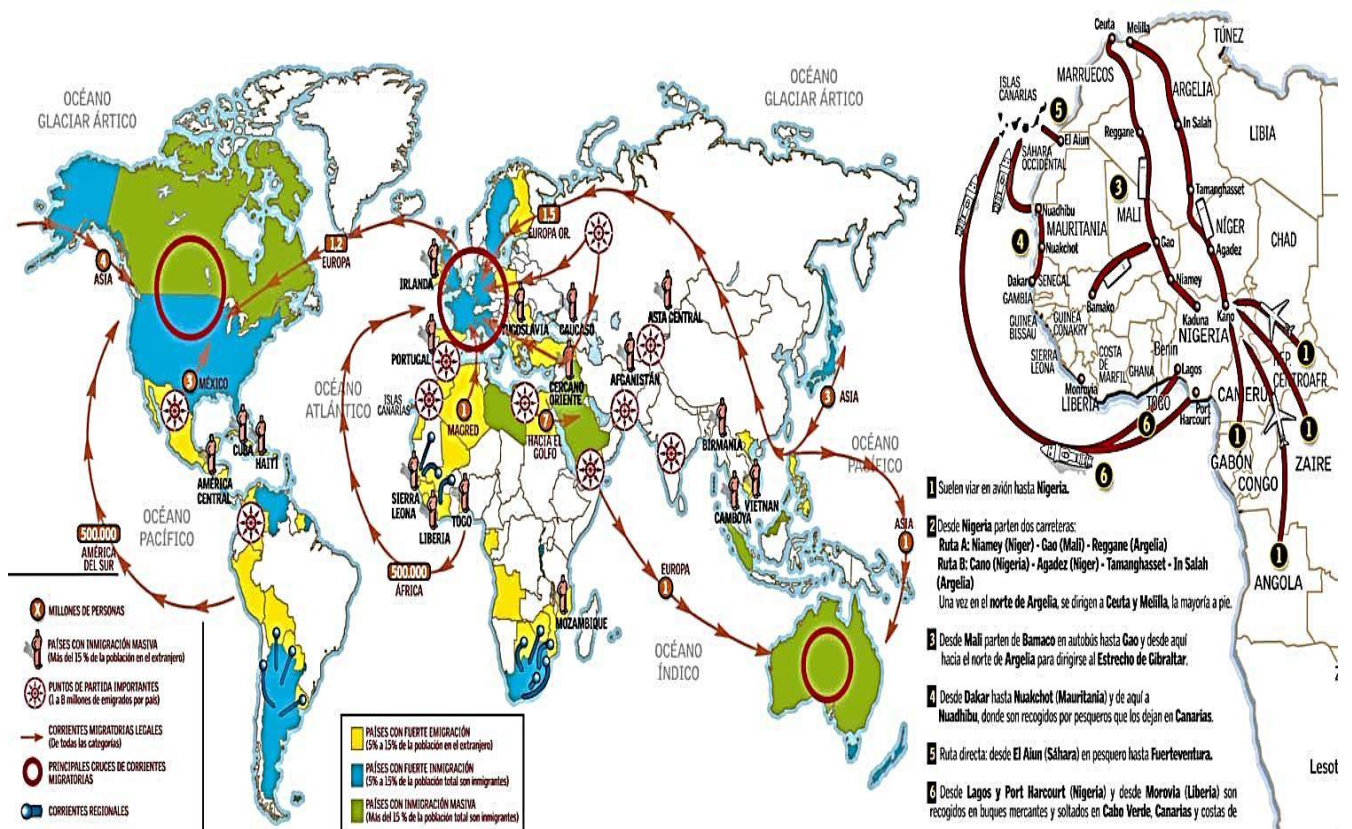 OCÉANO
GLACIAR ÁRTICO
OCÉANO
GLACIAR ÁRTICO
4
ASIA
1.2
EUROPA
1.5
EUROPA OR.
IRLANDA
YUGOSLAVIA
CAUCASO
ASIA CENTRAL
PORTUGAL
CERCANO
ORIENTE
AFGANISTÁN
3
MÉXICO
OCÉANO
ATLÁNTICO
ISLAS
CANARIAS
1
MAGRED
7
HACIA EL
GOLFO
3
ASIA
CUBA
HAITÍ
AMÉRICA
CENTRAL
BIRMANIA
OCÉANO
PACÍFICO
SIERRA
LEONA
LIBERIA
TOGO
VIETNAN
CAMBOYA
OCÉANO
PACÍFICO
500.000
AMÉRICA
DEL SUR
500.000
ÁFRICA
EUROPA
1
ASIA
1
MOZAMBIQUE
OCÉANO
ÍNDICO
X MILLONES DE PERSONAS
PAÍSES CON INMIGRACIÓN MASIVA
(Más del 15 % de la población en el extranjero)
PUNTOS DE PARTIDA IMPORTANTES
(1 a 8 millones de emigrados por país)
CORRIENTES MIGRATORIAS LEGALES
(De todas las categorías)
PRINCIPALES CRUCES DE CORRIENTES
MIGRATORIAS
CORRIENTES REGIONALES
PAÍSES CON FUERTE EMIGRACIÓN
(5% a 15% de la población en el extranjero)
PAÍSES CON FUERTE INMIGRACIÓN
(5% a 15% de la población total son inmigrantes)
PAÍSES CON INMIGRACIÓN MASIVA
(Más del 15 % de la población total son inmigrantes)
Ceuta
Melilla
TÚNEZ
MARRUECOS
ISLAS
CANARIAS
5
ARGELIA
El Aiun
Reggane
In Salah
LIBIA
SÁHARA
OCCIDENTAL
3
MALI
Tamanghasset
Nuadhibu
MAURITANIA
4
Nuakchot
NÍGER
Gao
Agadez
CHAD
Dakar
SENEGAL
GAMBIA
Niamey
Bamako
GUINEA
BISSAU
GUINEA
CONAKRY
Kaduna
Kano
NIGERIA
1
SIERRA
LEONA
COSTA
DE
MARFIL
GHANA
Benin
Lagos
CENTROAFR.
Monrovia
LIBERIA
TOGO
Port
Harcourt
CAMERÚ
6
1
1
6
GABÓN
ZAIRE
CONGO
1
ANGOLA
1 Suelen viar en avión hasta Nigeria.
2 Desde Nigeria parten dos carreteras:
Ruta A: Niamey (Niger) - Gao (Mali) - Reggane (Argelia)
Ruta B: Cano (Nigeria) - Agadez (Niger) - Tamanghasset - In Salah
(Argelia)
Una vez en el norte de Argelia, se dirigen a Ceuta y Melilla, la mayoría a pie.
3 Desde Mali parten de Bamaco en autobús hasta Gao y desde aquí
hacia el norte de Argelia para dirigirse al Estrecho de Gibraltar.
4 Desde Dakar hasta Nuakchot (Mauritania) y de aquí a
Nuadhibu, donde son recogidos por pesqueros que los dejan en Canarias.
5 Ruta directa: desde El Aiun (Sáhara) en pesquero hasta Fuerteventura.
6 Desde Lagos y Port Harcourt (Nigeria) y desde Morovia (Liberia) son
recogidos en buques mercantes y soltados en Cabo Verde, Canarias y costas de
Lesot